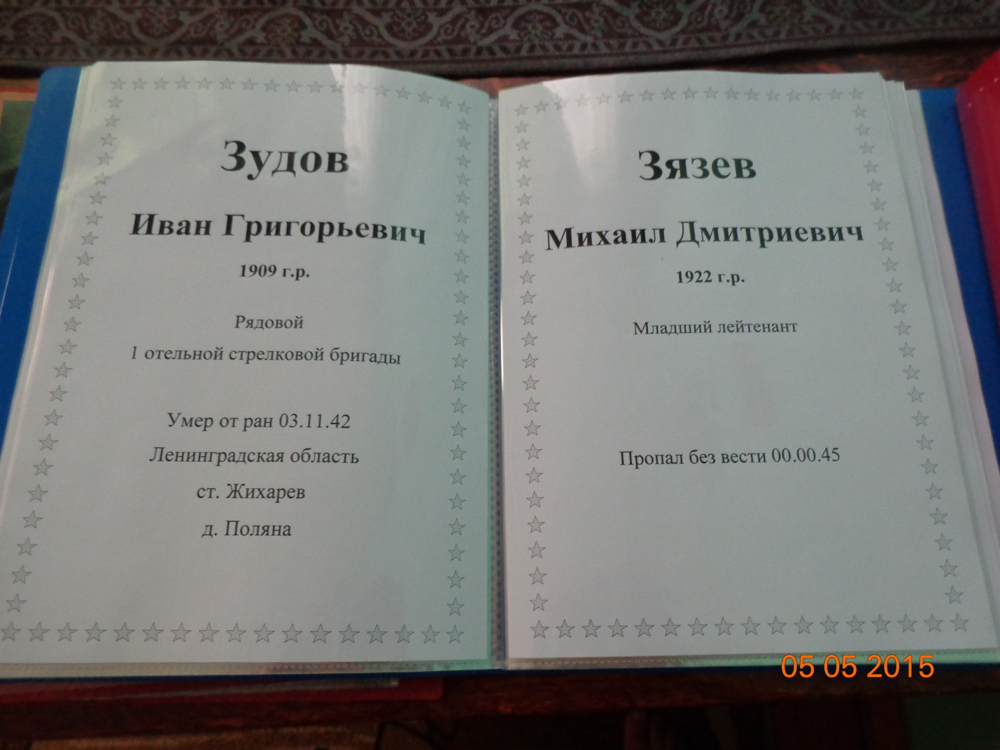 Зудов
Иван Григорьевич
1909 г.р.
Рядовой
1 отельной стрелковой бригады
Умер от ран 03.11.42
Ленинградская область
ст. Жихарев
д. Поляна
Зязев
Михаил Дмитриевич
1922 г.р.
Младший лейтенант
Пропал без вести 00.00.45
05 05 2015